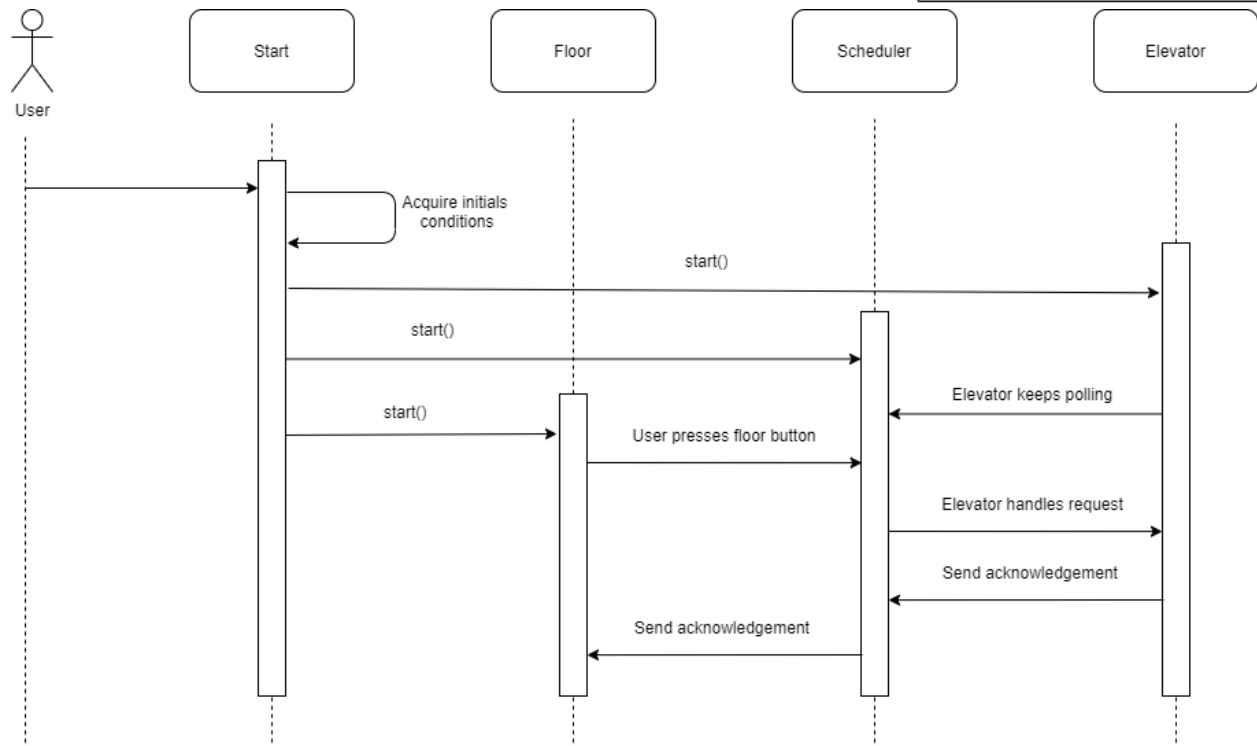 Start
Floor
Scheduler
Elevator
User
Acquire initials
conditions
start()
start()
Elevator keeps polling
start()
User presses floor button
Elevator handles request
Send acknowledgement
Send acknowledgement